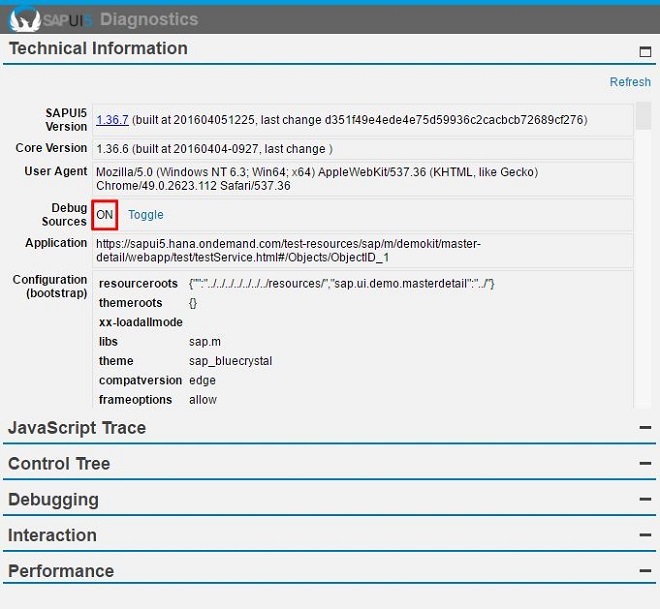 SAPUI5 Diagnostics
Technical Information
Refresh
SAPUI5 Version 1.36.7 (built at 201604051225, last change d351f49e4ede4e75d59936c2cacbcb72689cf276)
Core Version 1.36.6 (built at 20160404-0927, last change )
User Agent Mozilla/5.0 (Windows NT 6.3; Win64; x64) AppleWebKit/537.36 (KHTML, like Gecko)
Chrome/49.0.2623.112 Safari/537.36
Debug Sources ON Toggle
Application https://sapui5.hana.ondemand.com/test-resources/sap/m/demokit/master-
detail/webapp/test/testService.html#/Objects/ObjectID_1
Configuration (bootstrap)
resourceroots {"":"../../../../../../../resources/","sap.ui.demo.masterdetail":"../"}
themeroots {}
xx-loadallmode
libs sap.m
theme sap_bluecrystal
compatversion edge
frameoptions allow
JavaScript Trace
Control Tree
Debugging
Interaction
Performance